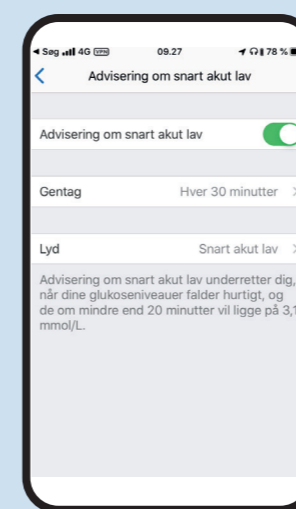 Søg 4G VPN 09.27 78 %
Advisering om snart akut lav
Advisering om snart akut lav
Gentag Hver 30 minutter
Lyd Snart akut lav
Advisering om snart akut lav underretter dig,
når dine glukoseniveauer falder hurtigt, og
de om mindre end 20 minutter vil ligge på 3,1
mmol/L.